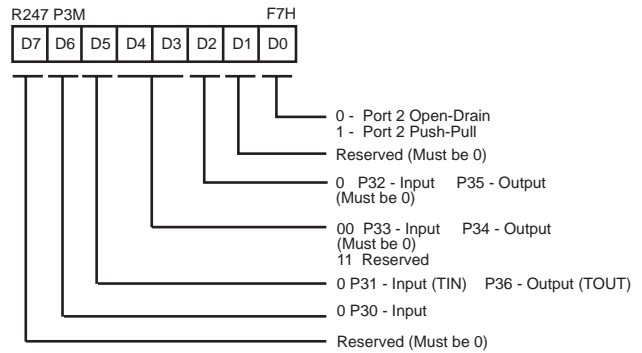 R247 P3M F7H
D7 D6 D5 D4 D3 D2 D1 D0
0 - Port 2 Open-Drain
1 - Port 2 Push-Pull
Reserved (Must be 0)
0 P32 - Input P35 - Output
(Must be 0)
00 P33 - Input P34 - Output
(Must be 0)
11 Reserved
0 P31 - Input (TIN) P36 - Output (TOUT)
0 P30 - Input
Reserved (Must be 0)